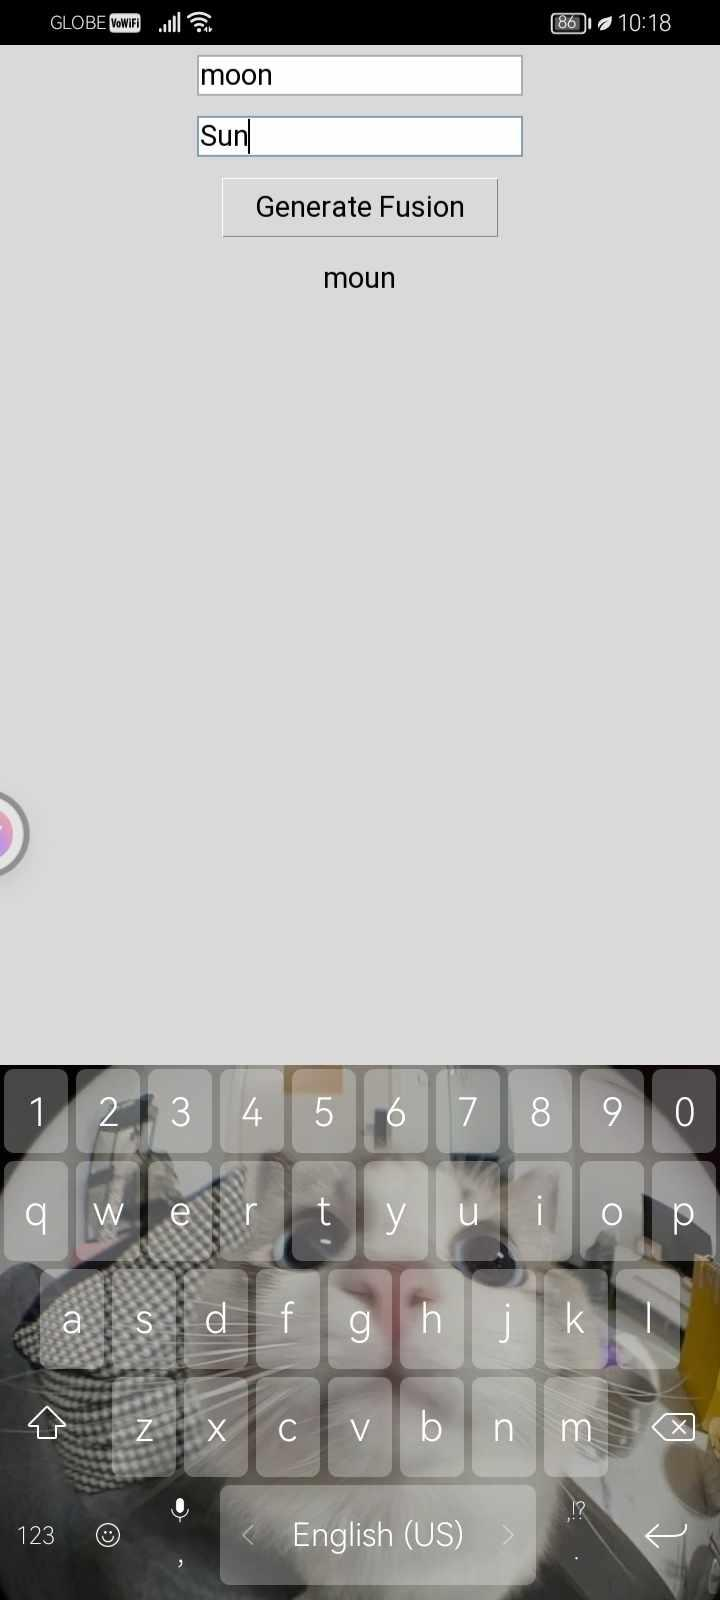 GLOBE VoWiFi 86 10:18
moon
Sun
Generate Fusion
moun
1 2 3 4 5 6 7 8 9 0
q w e r t y u i o p
a s d f g h j k l
z x c v b n m
,!?
123 , < English (US) > .